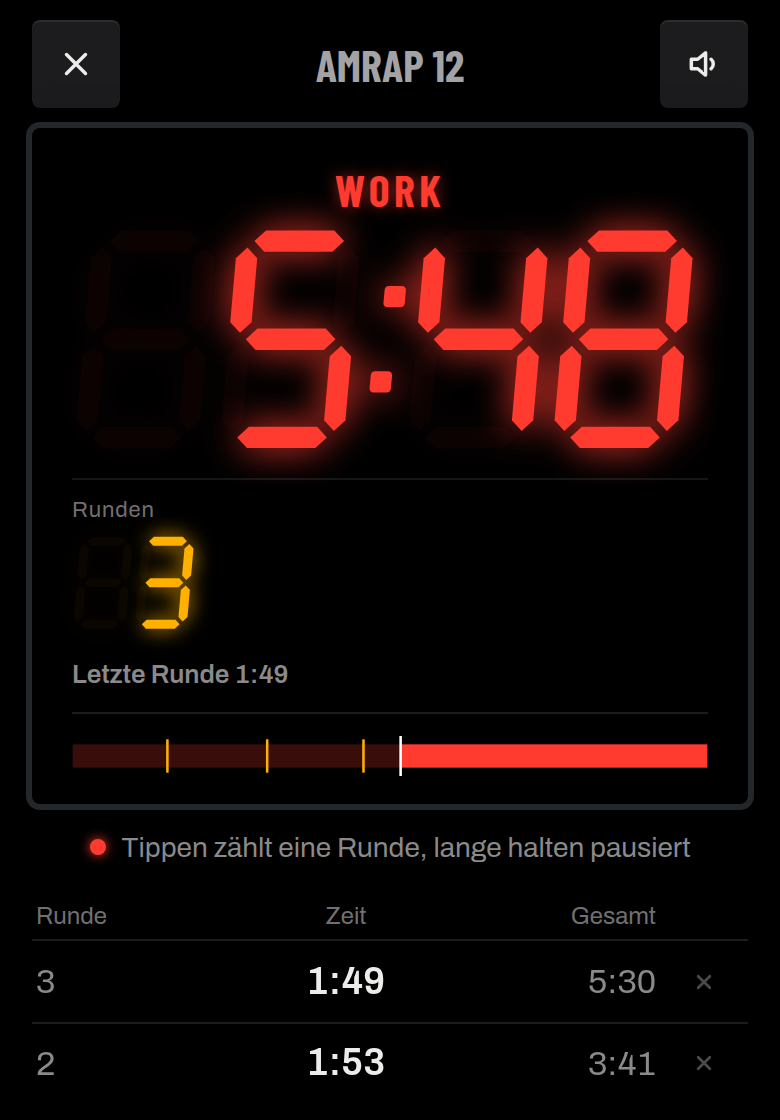 AMRAP 12
WORK
5:48
Runden
3
Letzte Runde 1:49
Tippen zählt eine Runde, lange halten pausiert
Runde Zeit Gesamt
3 1:49 5:30 ×
2 1:53 3:41 ×